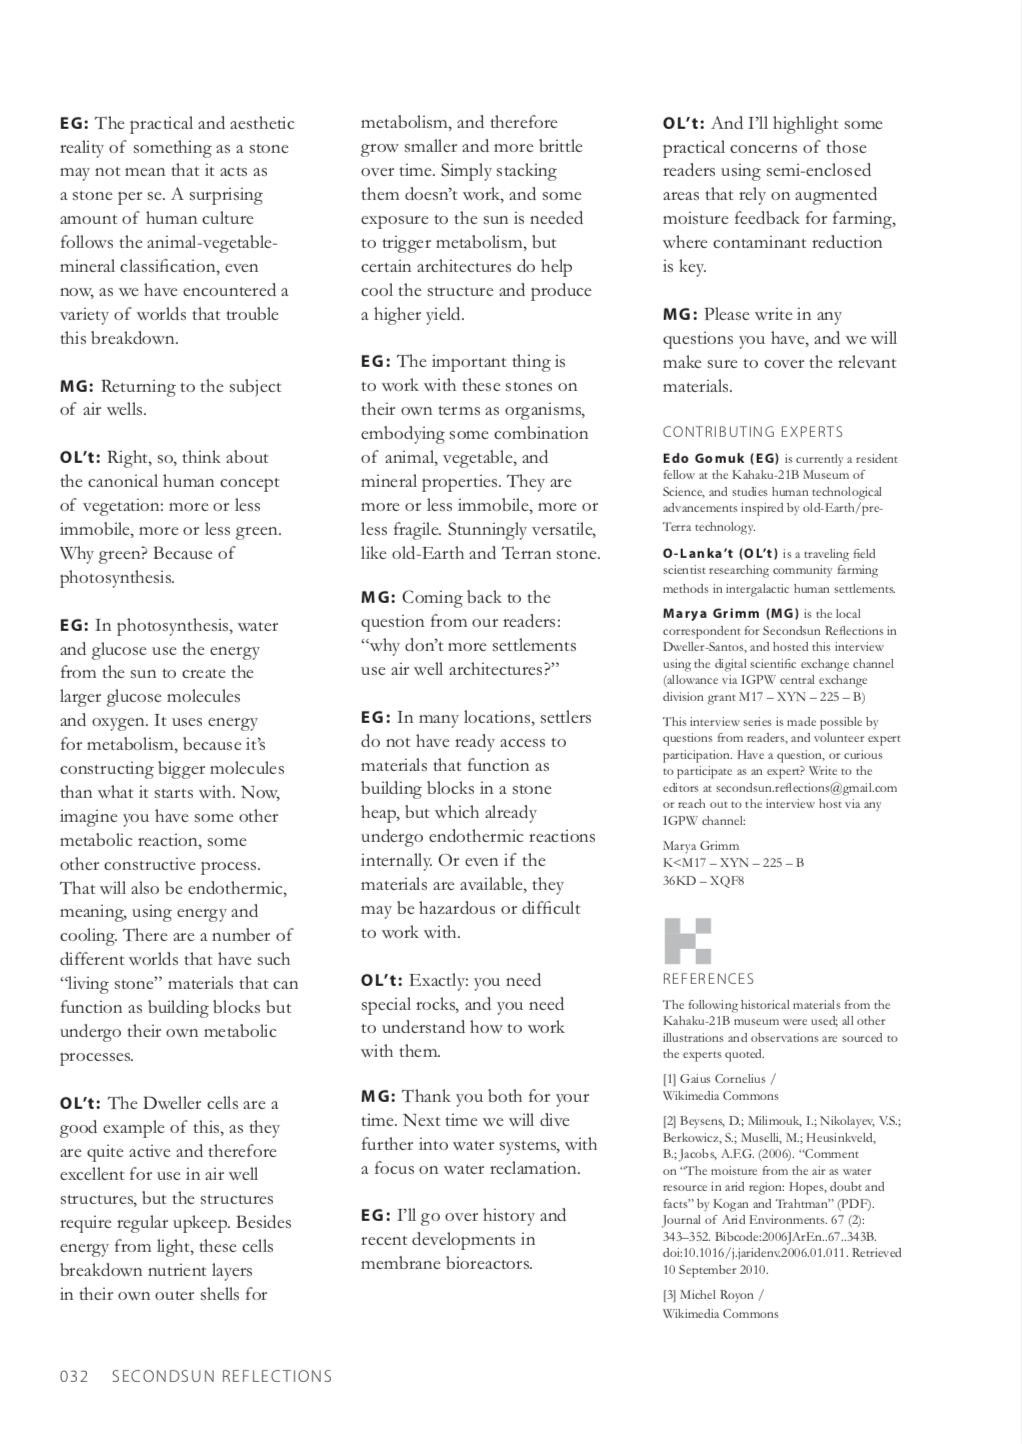 EG: The practical and aesthetic
reality of something as a stone
may not mean that it acts as
a stone per se. A surprising
amount of human culture
follows the animal-vegetable-
mineral classification, even
now, as we have encountered a
variety of worlds that trouble
this breakdown.
MG: Returning to the subject
of air wells.
OL’t: Right, so, think about
the canonical human concept
of vegetation: more or less
immobile, more or less green.
Why green? Because of
photosynthesis.
EG: In photosynthesis, water
and glucose use the energy
from the sun to create the
larger glucose molecules
and oxygen. It uses energy
for metabolism, because it’s
constructing bigger molecules
than what it starts with. Now,
imagine you have some other
metabolic reaction, some
other constructive process.
That will also be endothermic,
meaning, using energy and
cooling. There are a number of
different worlds that have such
“living stone” materials that can
function as building blocks but
undergo their own metabolic
processes.
OL’t: The Dweller cells are a
good example of this, as they
are quite active and therefore
excellent for use in air well
structures, but the structures
require regular upkeep. Besides
energy from light, these cells
breakdown nutrient layers
in their own outer shells for
metabolism, and therefore
grow smaller and more brittle
over time. Simply stacking
them doesn’t work, and some
exposure to the sun is needed
to trigger metabolism, but
certain architectures do help
cool the structure and produce
a higher yield.
EG: The important thing is
to work with these stones on
their own terms as organisms,
embodying some combination
of animal, vegetable, and
mineral properties. They are
more or less immobile, more or
less fragile. Stunningly versatile,
like old-Earth and Terran stone.
MG: Coming back to the
question from our readers:
“why don’t more settlements
use air well architectures?”
EG: In many locations, settlers
do not have ready access to
materials that function as
building blocks in a stone
heap, but which already
undergo endothermic reactions
internally. Or even if the
materials are available, they
may be hazardous or difficult
to work with.
OL’t: Exactly: you need
special rocks, and you need
to understand how to work
with them.
MG: Thank you both for your
time. Next time we will dive
further into water systems, with
a focus on water reclamation.
EG: I’ll go over history and
recent developments in
membrane bioreactors.
OL’t: And I’ll highlight some
practical concerns of those
readers using semi-enclosed
areas that rely on augmented
moisture feedback for farming,
where contaminant reduction
is key.
MG: Please write in any
questions you have, and we will
make sure to cover the relevant
materials.
CONTRIBUTING EXPERTS
Edo Gomuk (EG) is currently a resident
fellow at the Kahaku-21B Museum of
Science, and studies human technological
advancements inspired by old-Earth/pre-
Terra technology.
O-Lanka’t (OL’t) is a traveling field
scientist researching community farming
methods in intergalactic human settlements.
Marya Grimm (MG) is the local
correspondent for Secondsun Reflections in
Dweller-Santos, and hosted this interview
using the digital scientific exchange channel
(allowance via IGPW central exchange
division grant M17 – XYN – 225 – B)
This interview series is made possible by
questions from readers, and volunteer expert
participation. Have a question, or curious
to participate as an expert? Write to the
editors at secondsun.reflections@gmail.com
or reach out to the interview host via any
IGPW channel:
Marya Grimm
K<M17 – XYN – 225 – B
36KD – XQF8
REFERENCES
The following historical materials from the
Kahaku-21B museum were used; all other
illustrations and observations are sourced to
the experts quoted.
[1] Gaius Cornelius /
Wikimedia Commons
[2] Beysens, D.; Milimouk, I.; Nikolayev, V.S.;
Berkowicz, S.; Muselli, M.; Heusinkveld,
B.; Jacobs, A.F.G. (2006). “Comment
on “The moisture from the air as water
resource in arid region: Hopes, doubt and
facts” by Kogan and Trahtman” (PDF).
Journal of Arid Environments. 67 (2):
343–352. Bibcode:2006JArEn..67..343B.
doi:10.1016/j.jaridenv.2006.01.011. Retrieved
10 September 2010.
[3] Michel Royon /
Wikimedia Commons
032 SECONDSUN REFLECTIONS